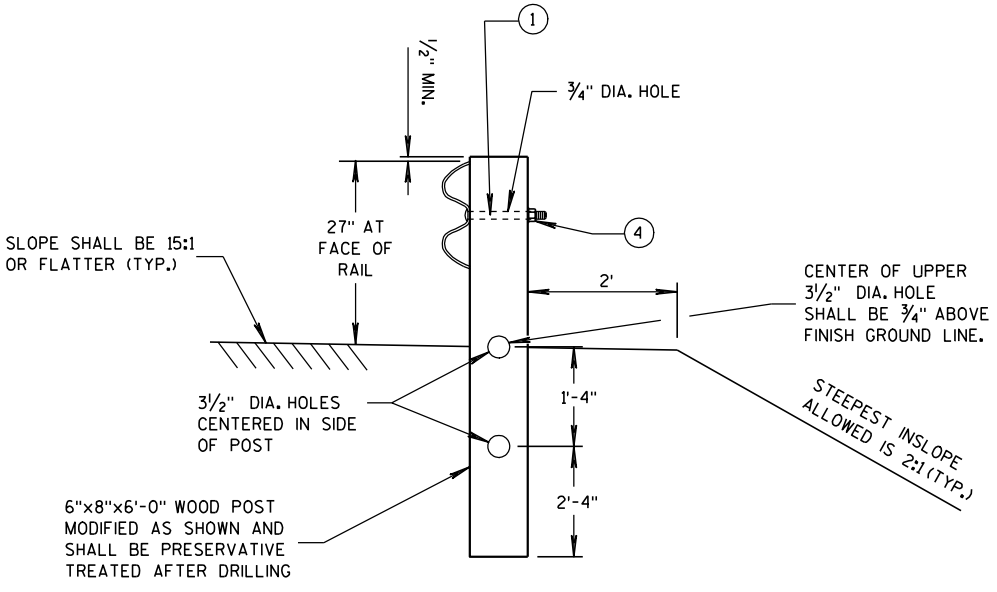 1
½" MIN.
¾" DIA. HOLE
27" AT
FACE OF
RAIL
4
SLOPE SHALL BE 15:1
OR FLATTER (TYP.)
2'
CENTER OF UPPER
3½" DIA. HOLE
SHALL BE ¾" ABOVE
FINISH GROUND LINE.
3½" DIA. HOLES
CENTERED IN SIDE
OF POST
1'-4"
STEEPEST INSLOPE
ALLOWED IS 2:1 (TYP.)
2'-4"
6"x8"x6'-0" WOOD POST
MODIFIED AS SHOWN AND
SHALL BE PRESERVATIVE
TREATED AFTER DRILLING